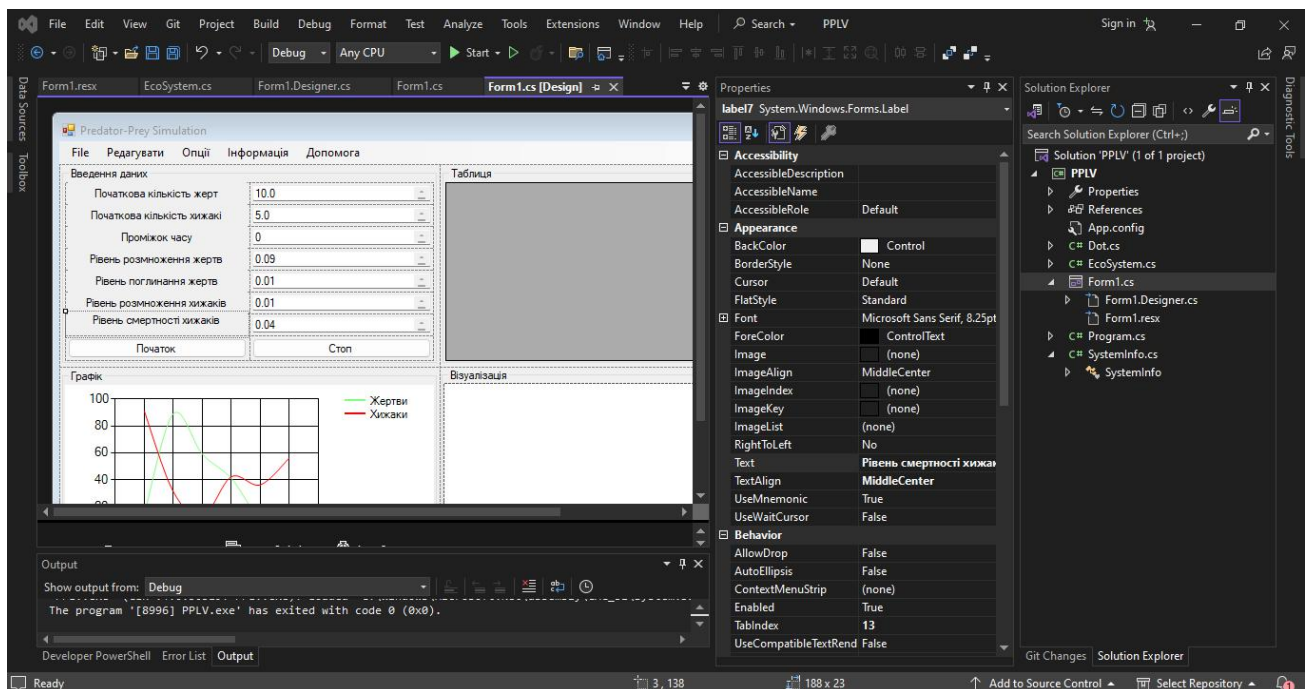 File Edit View Git Project Build Debug Format Test Analyze Tools Extensions Window Help Search PPLV Sign in
Debug Any CPU Start
Data Sources
Toolbox
Form1.resx EcoSystem.cs Form1.Designer.cs Form1.cs Form1.cs [Design]
Predator-Prey Simulation
File Редагувати Опції Інформація Допомога
Введення даних
Початкова кількість жерт 10.0
Початкова кількість хижакі 5.0
Проміжок часу 0
Рівень розмноження жертв 0.09
Рівень поглинання жертв 0.01
Рівень розмноження хижаків 0.01
Рівень смертності хижаків 0.04
Початок Стоп
Таблиця
Графік
100
80
60
40
Жертви
Хижаки
Візуалізація
Output
Show output from: Debug
The program '[8996] PPLV.exe' has exited with code 0 (0x0).
Developer PowerShell Error List Output
Properties
label7 System.Windows.Forms.Label
Accessibility
AccessibleDescription
AccessibleName
AccessibleRole Default
Appearance
BackColor Control
BorderStyle None
Cursor Default
FlatStyle Standard
Font Microsoft Sans Serif, 8.25pt
ForeColor ControlText
Image (none)
ImageAlign MiddleCenter
ImageIndex (none)
ImageKey (none)
ImageList (none)
RightToLeft No
Text Рівень смертності хижак
TextAlign MiddleCenter
UseMnemonic True
UseWaitCursor False
Behavior
AllowDrop False
AutoEllipsis False
ContextMenuStrip (none)
Enabled True
TabIndex 13
UseCompatibleTextRend False
Solution Explorer
Search Solution Explorer (Ctrl+;)
Solution 'PPLV' (1 of 1 project)
C# PPLV
Properties
References
App.config
C# Dot.cs
C# EcoSystem.cs
Form1.cs
Form1.Designer.cs
Form1.resx
C# Program.cs
C# SystemInfo.cs
SystemInfo
Git Changes Solution Explorer
Diagnostic Tools
Ready 3, 138 188 x 23 Add to Source Control Select Repository 1